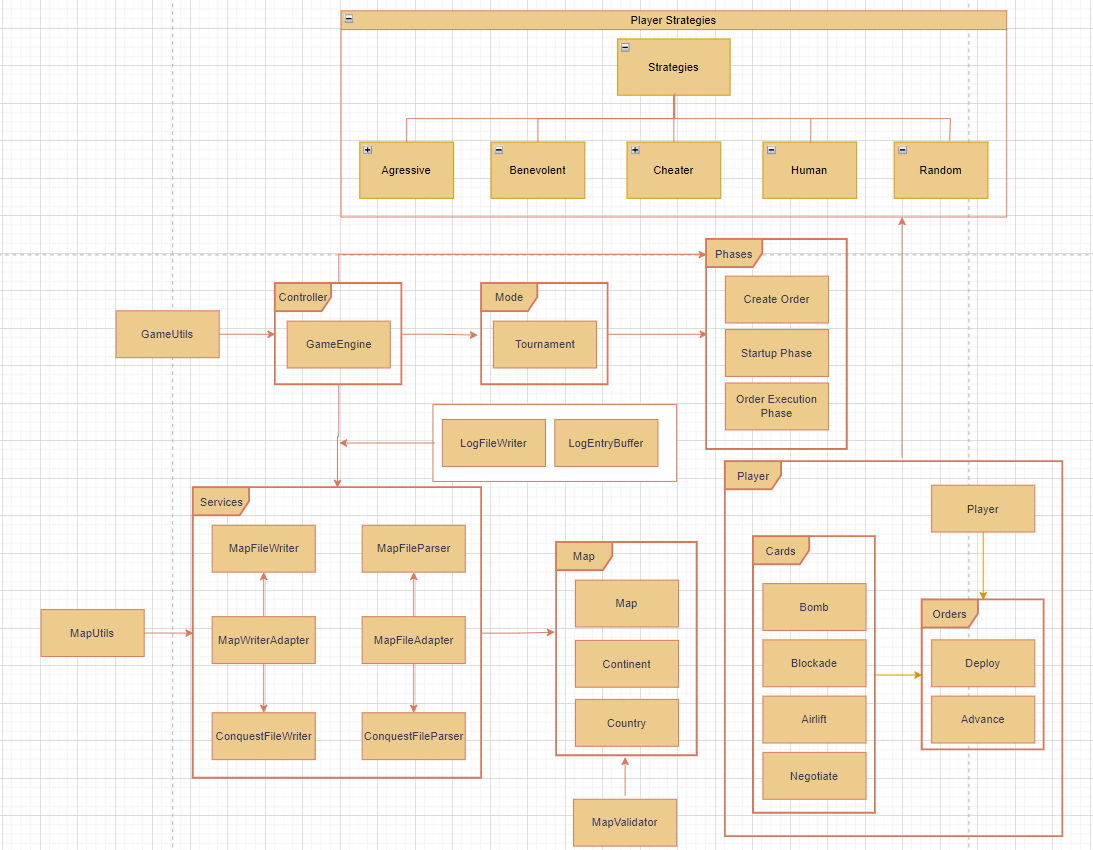 Player Strategies
Strategies
Agressive
Benevolent
Cheater
Human
Random
Phases
Create Order
Startup Phase
Order Execution
Phase
Controller
GameEngine
Mode
Tournament
GameUtils
LogFileWriter
LogEntryBuffer
Services
MapFileWriter
MapFileParser
MapWriterAdapter
MapFileAdapter
ConquestFileWriter
ConquestFileParser
MapUtils
Map
Map
Continent
Country
MapValidator
Player
Player
Cards
Bomb
Blockade
Airlift
Negotiate
Orders
Deploy
Advance